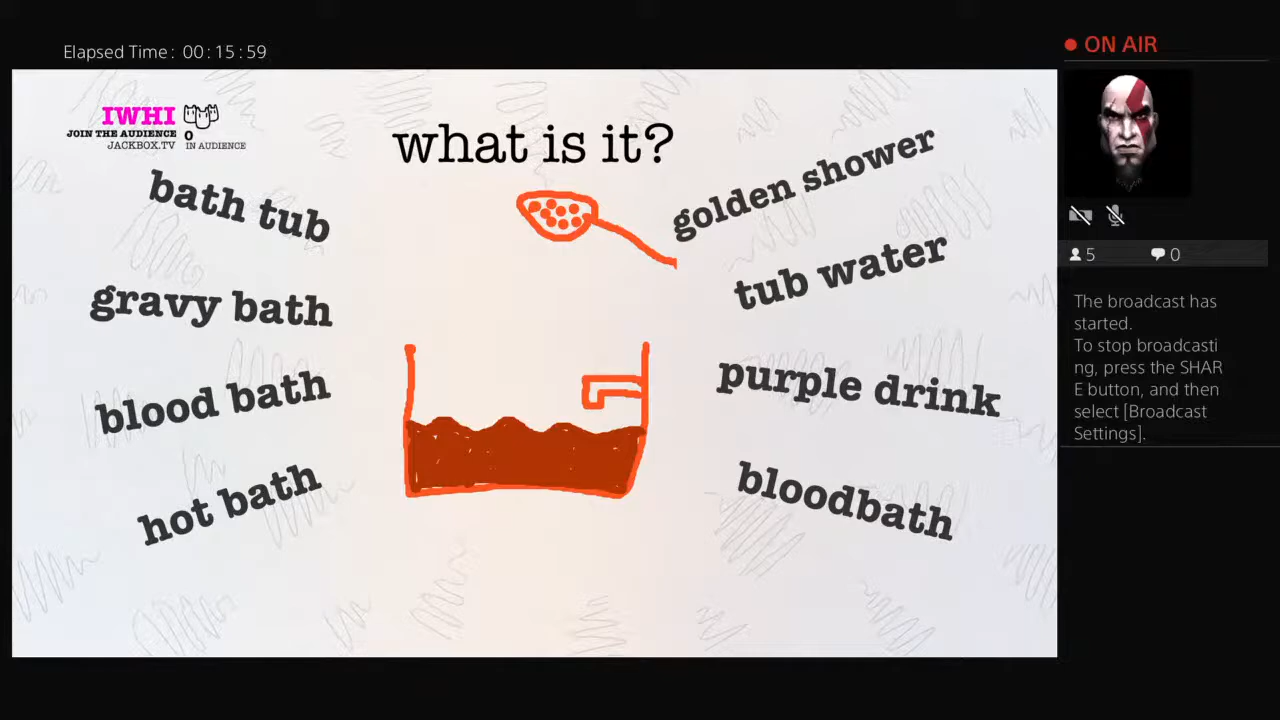 Elapsed Time: 00:15:59
ON AIR
IWHI
JOIN THE AUDIENCE
JACKBOX.TV
0
IN AUDIENCE
what is it?
bath tub
gravy bath
blood bath
hot bath
golden shower
tub water
purple drink
bloodbath
5
0
The broadcast has
started.
To stop broadcasti
ng, press the SHAR
E button, and then
select [Broadcast
Settings].